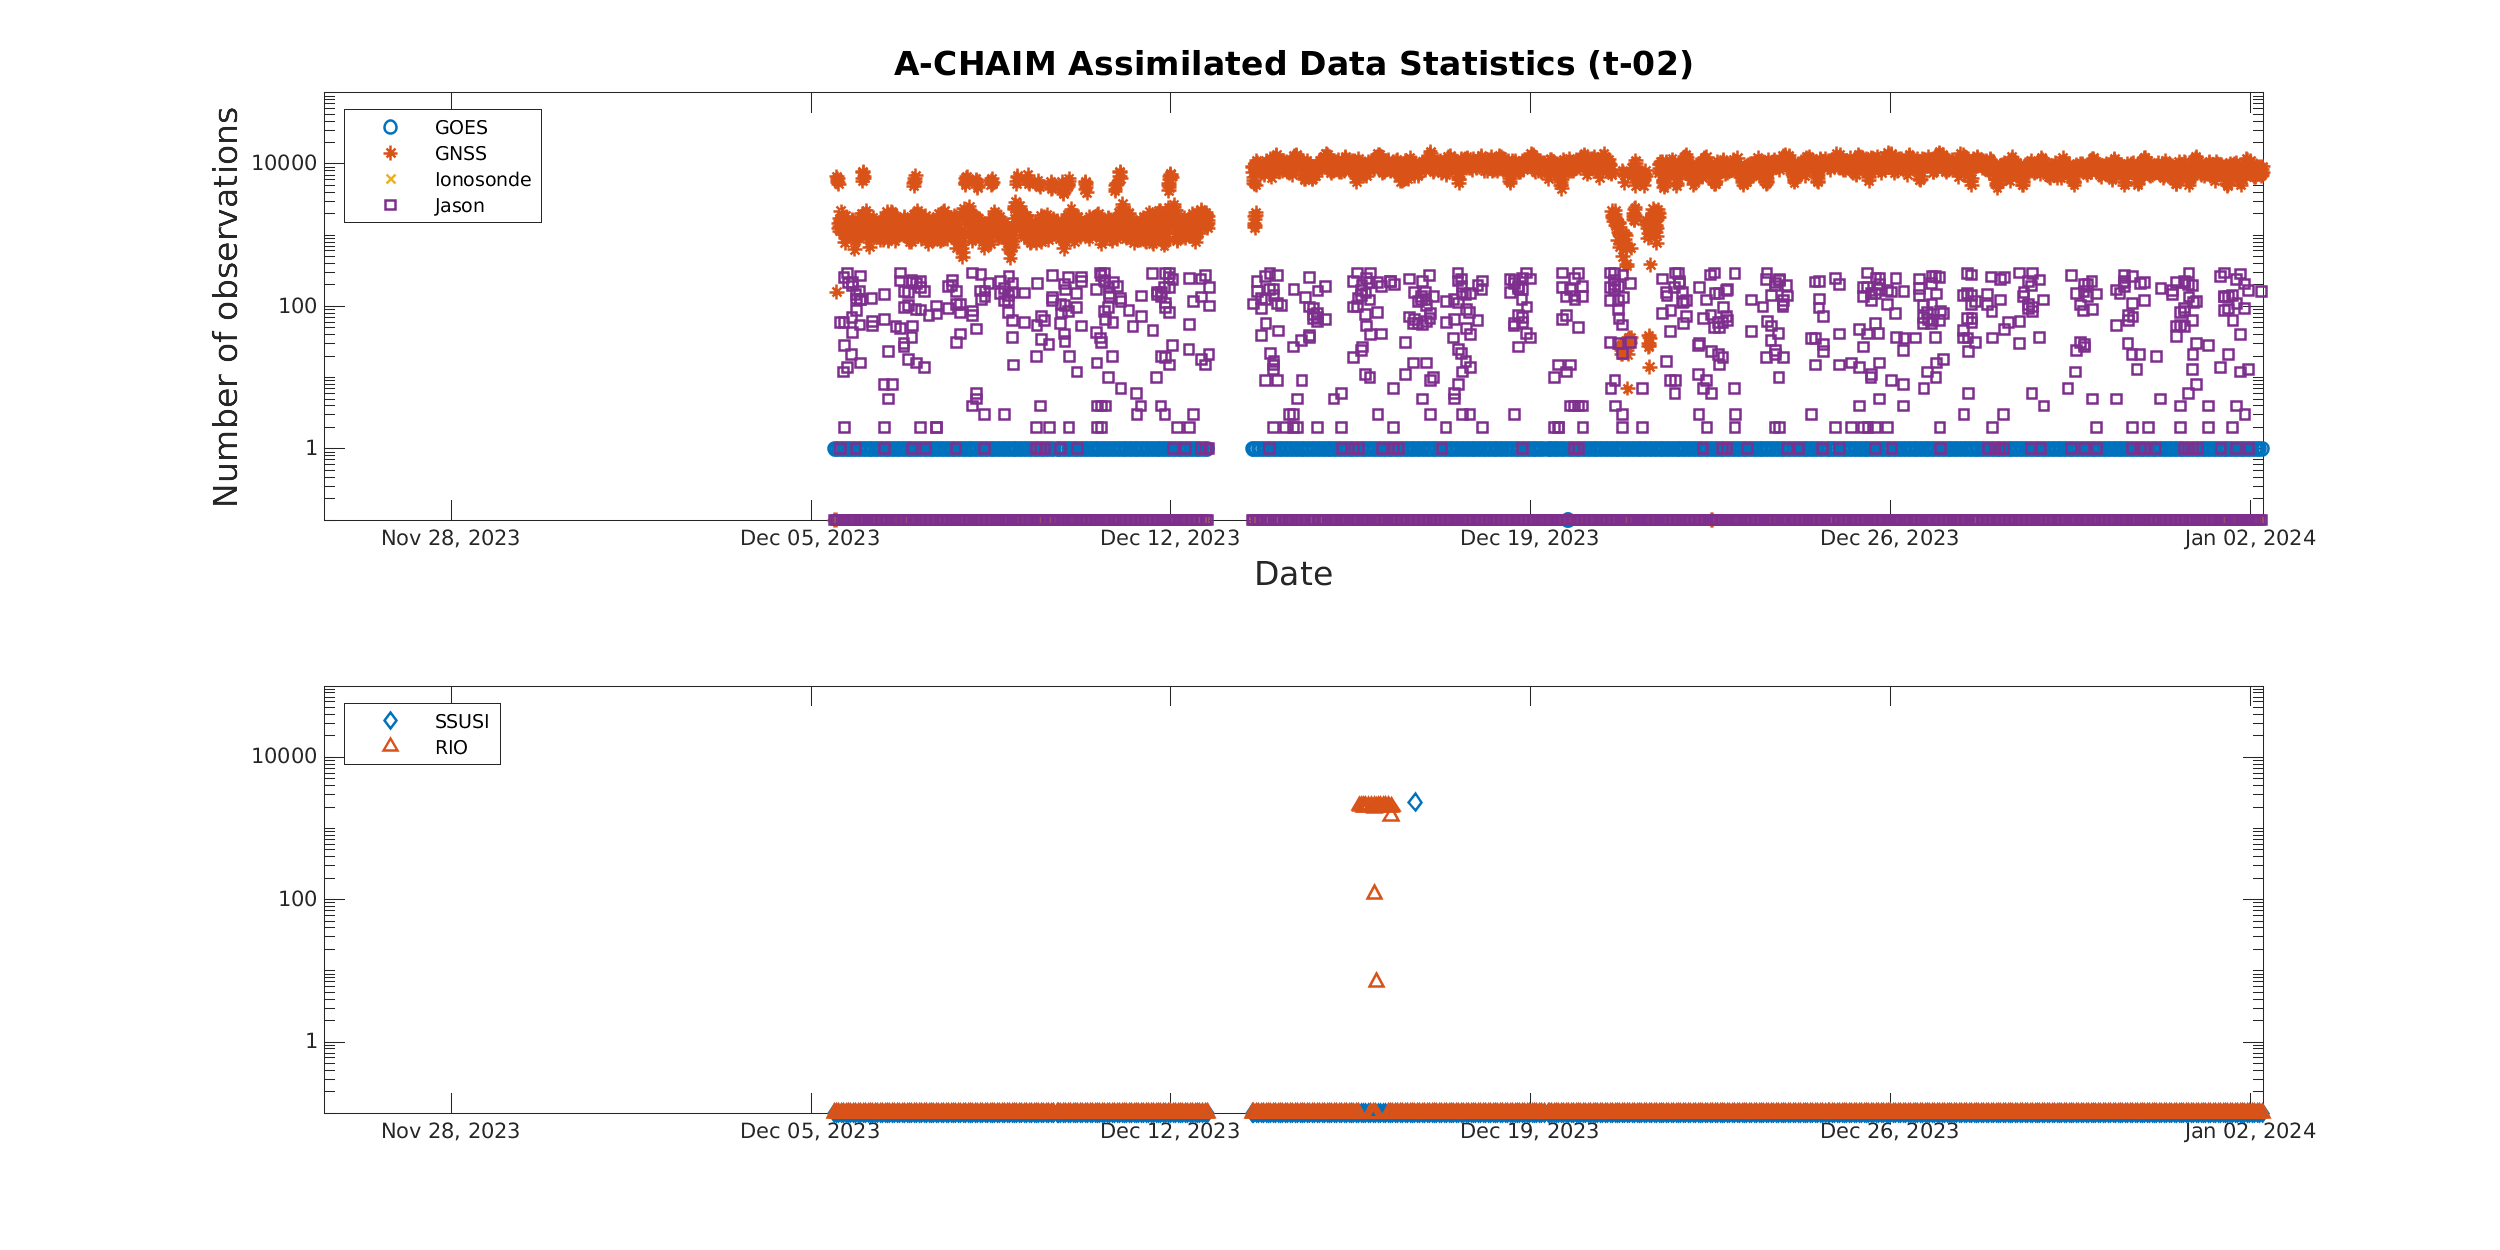 A-CHAIM Assimilated Data Statistics (t-02)
Number of observations
10000
100
1
GOES
GNSS
Ionosonde
Jason
Nov 28, 2023 Dec 05, 2023 Dec 12, 2023 Dec 19, 2023 Dec 26, 2023 Jan 02, 2024
Date
10000
100
1
SSUSI
RIO
Nov 28, 2023 Dec 05, 2023 Dec 12, 2023 Dec 19, 2023 Dec 26, 2023 Jan 02, 2024